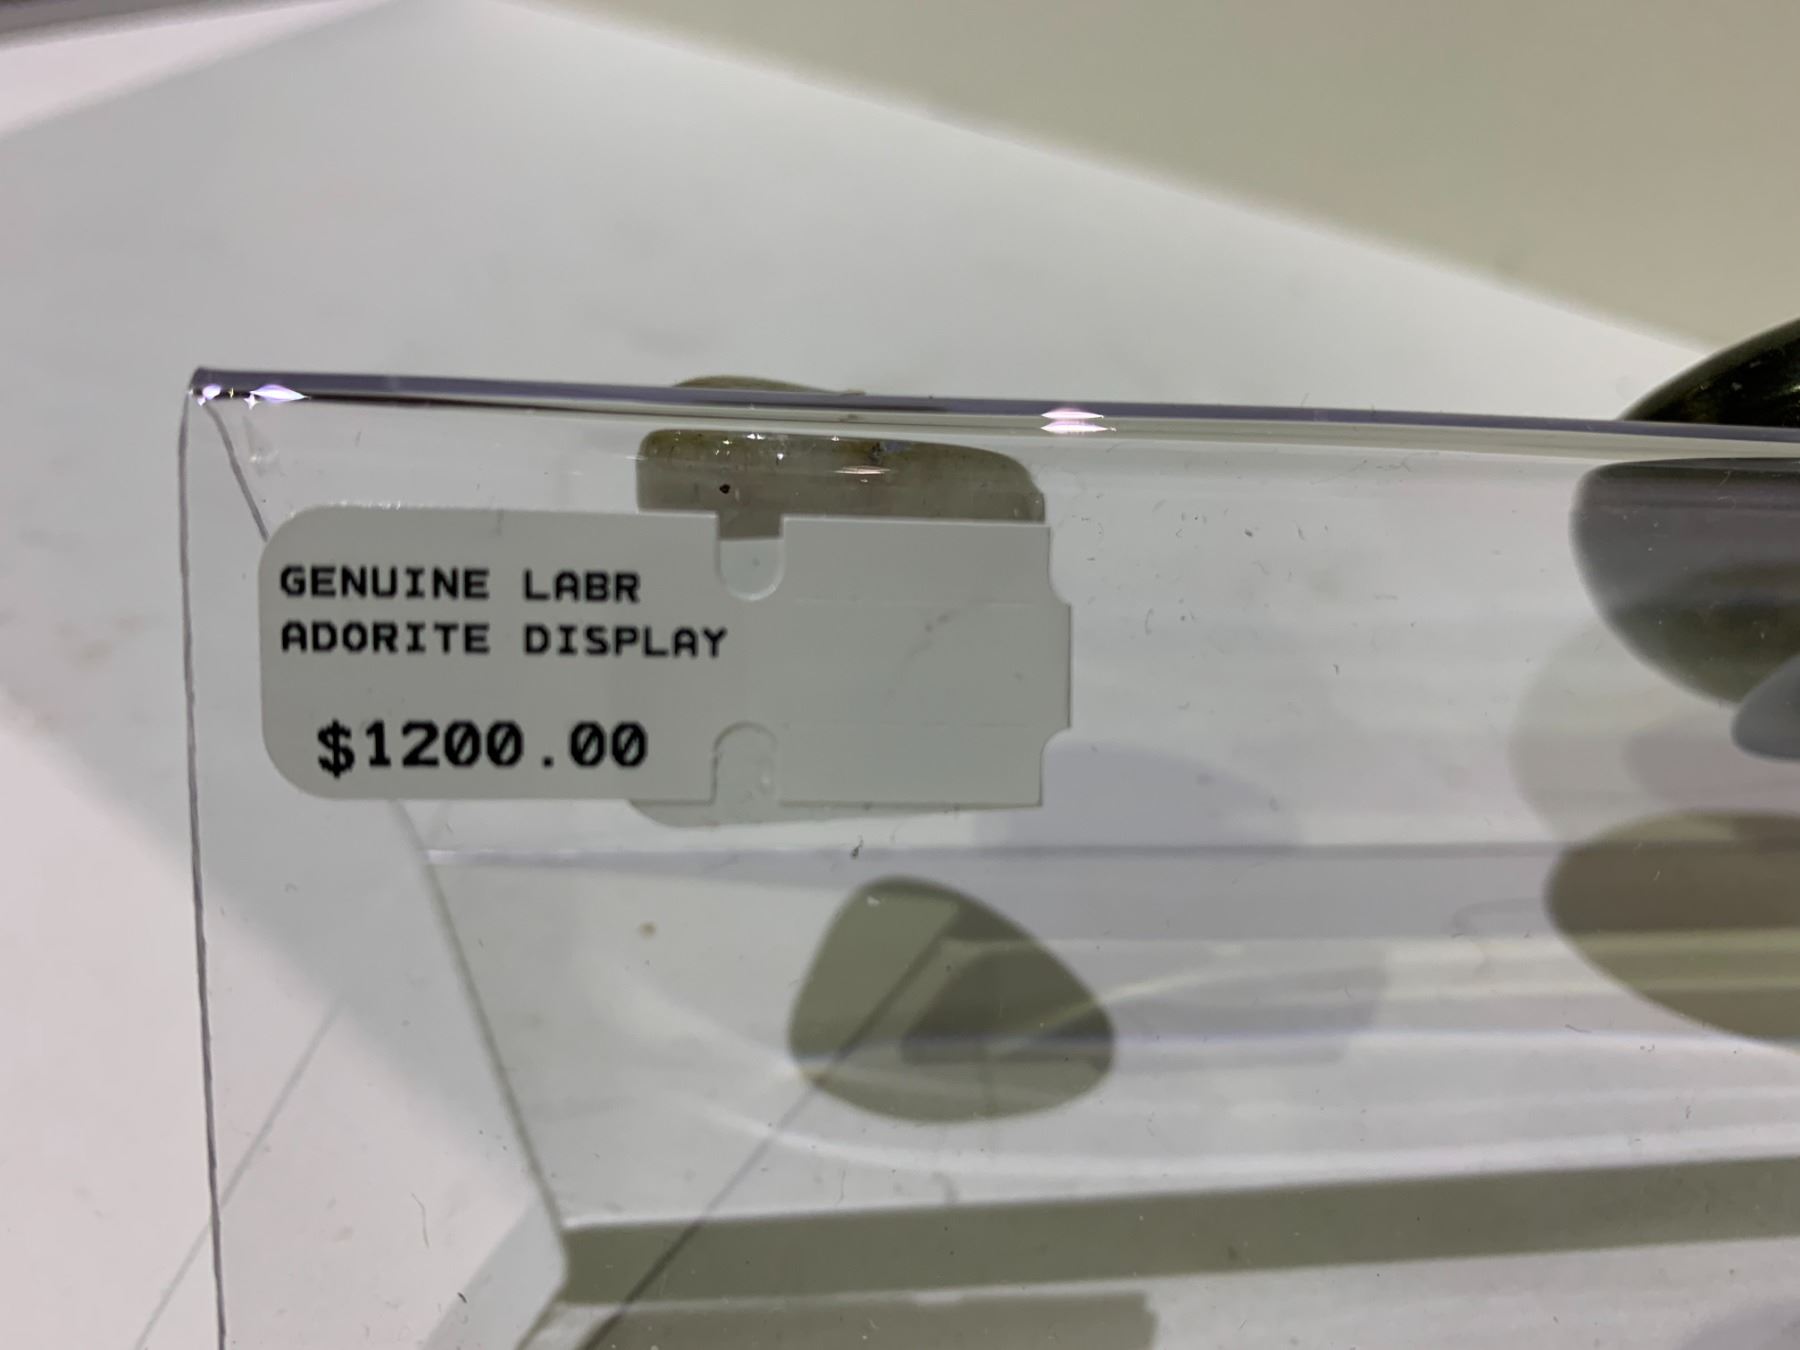 GENUINE LABR
ADORITE DISPLAY
$1200.00